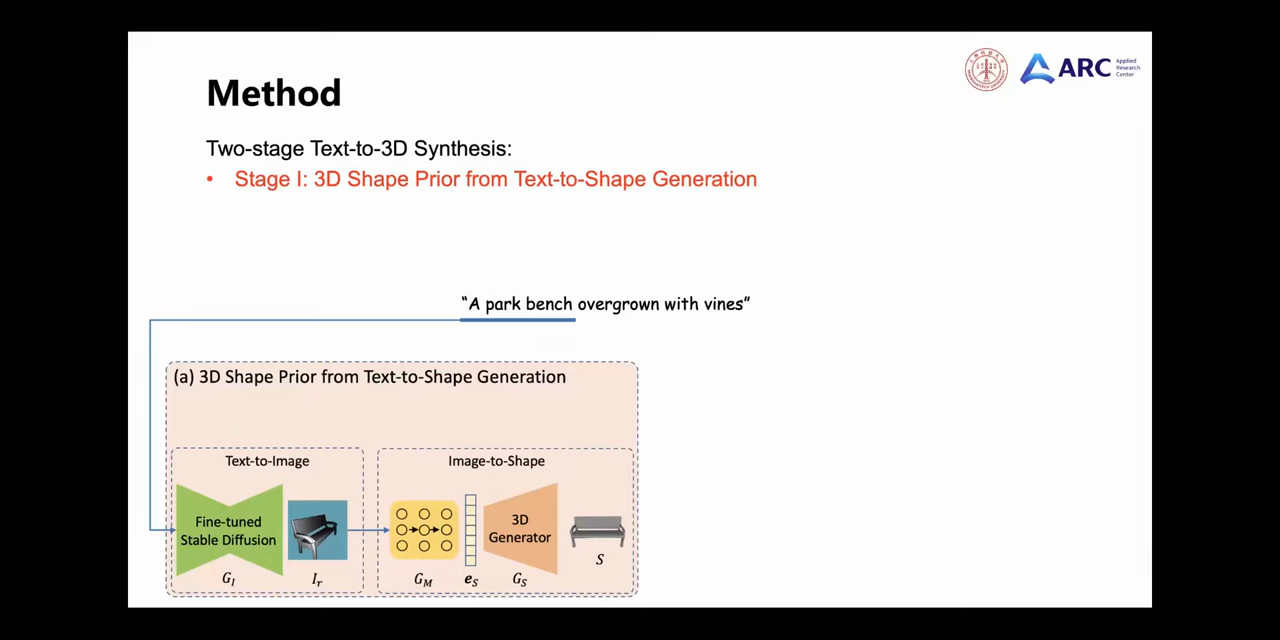 Method
ARC
Applied
Research
Center
Two-stage Text-to-3D Synthesis:
• Stage I: 3D Shape Prior from Text-to-Shape Generation
“A park bench overgrown with vines”
(a) 3D Shape Prior from Text-to-Shape Generation
Text-to-Image
Image-to-Shape
Fine-tuned
Stable Diffusion
3D
Generator
G_I
I_r
G_M
e_S
G_S
S